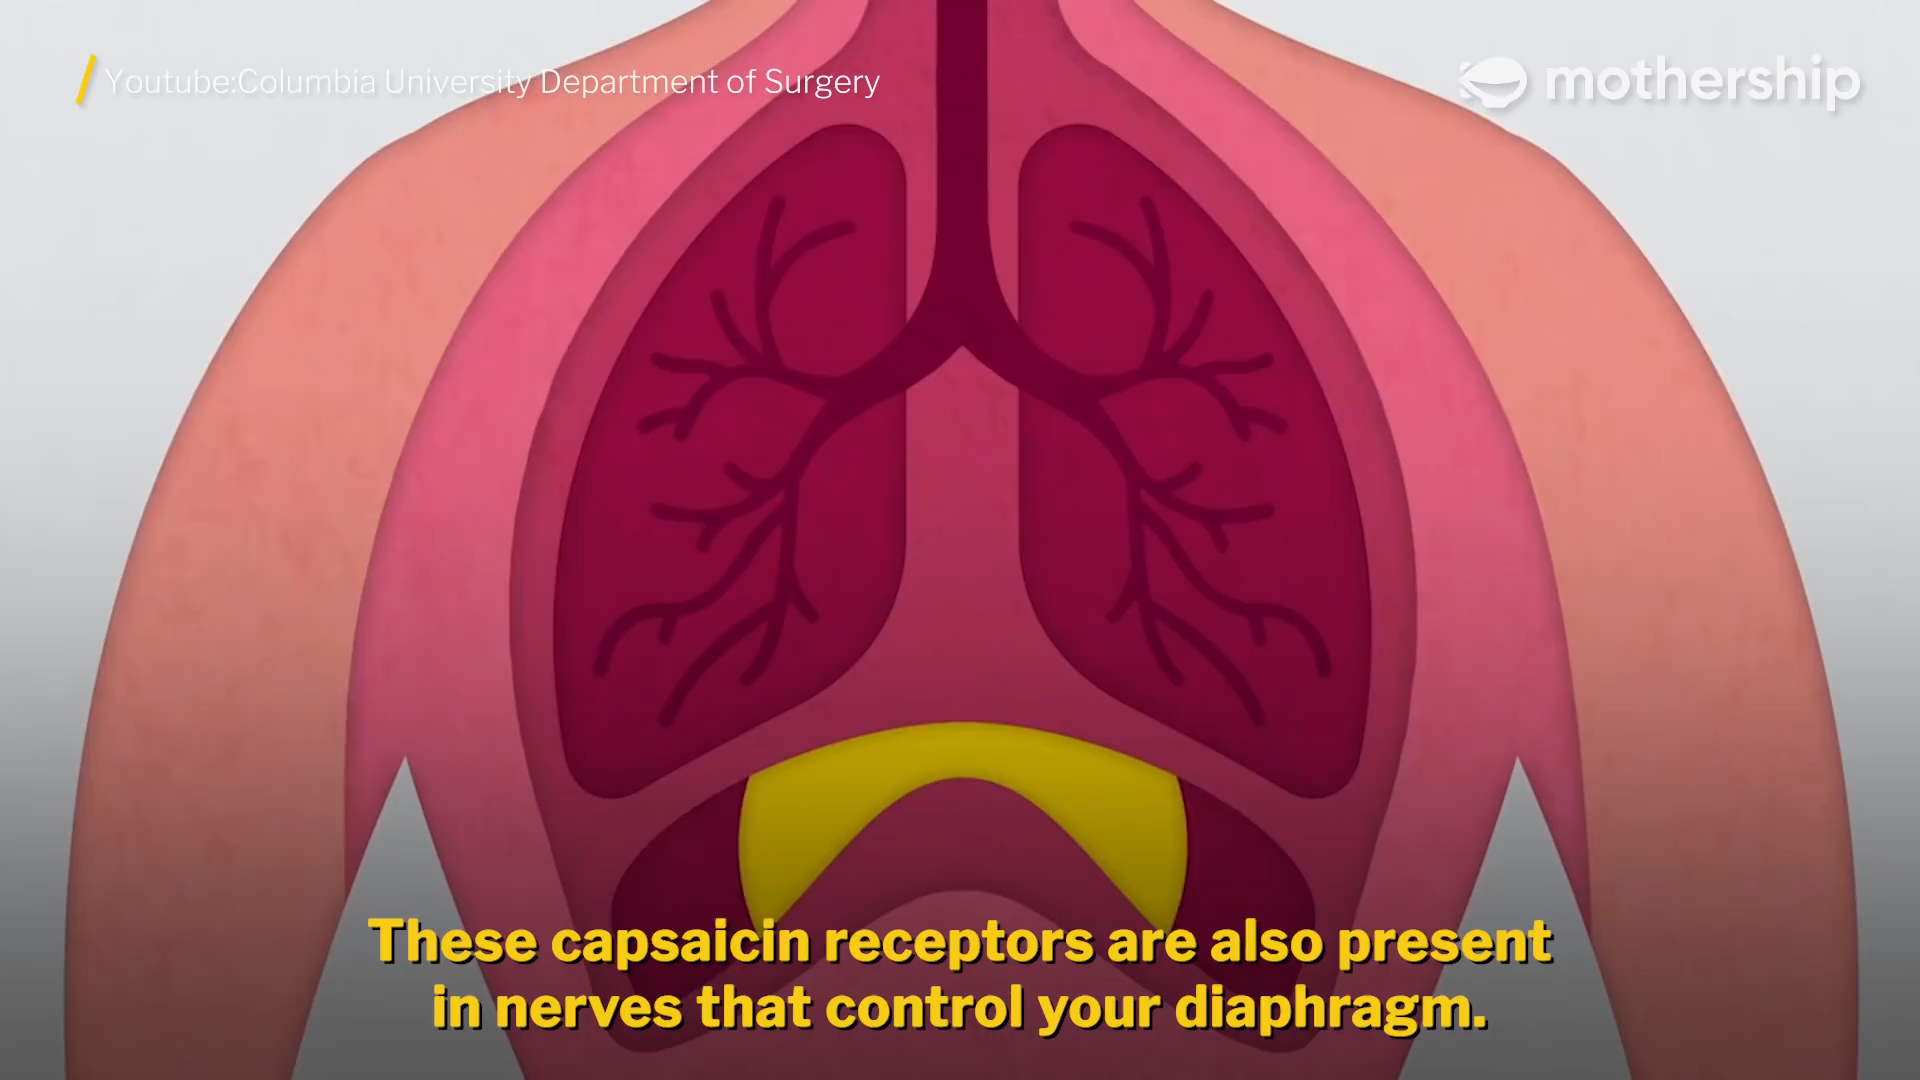 Youtube:Columbia University Department of Surgery
mothership
These capsaicin receptors are also present
in nerves that control your diaphragm.